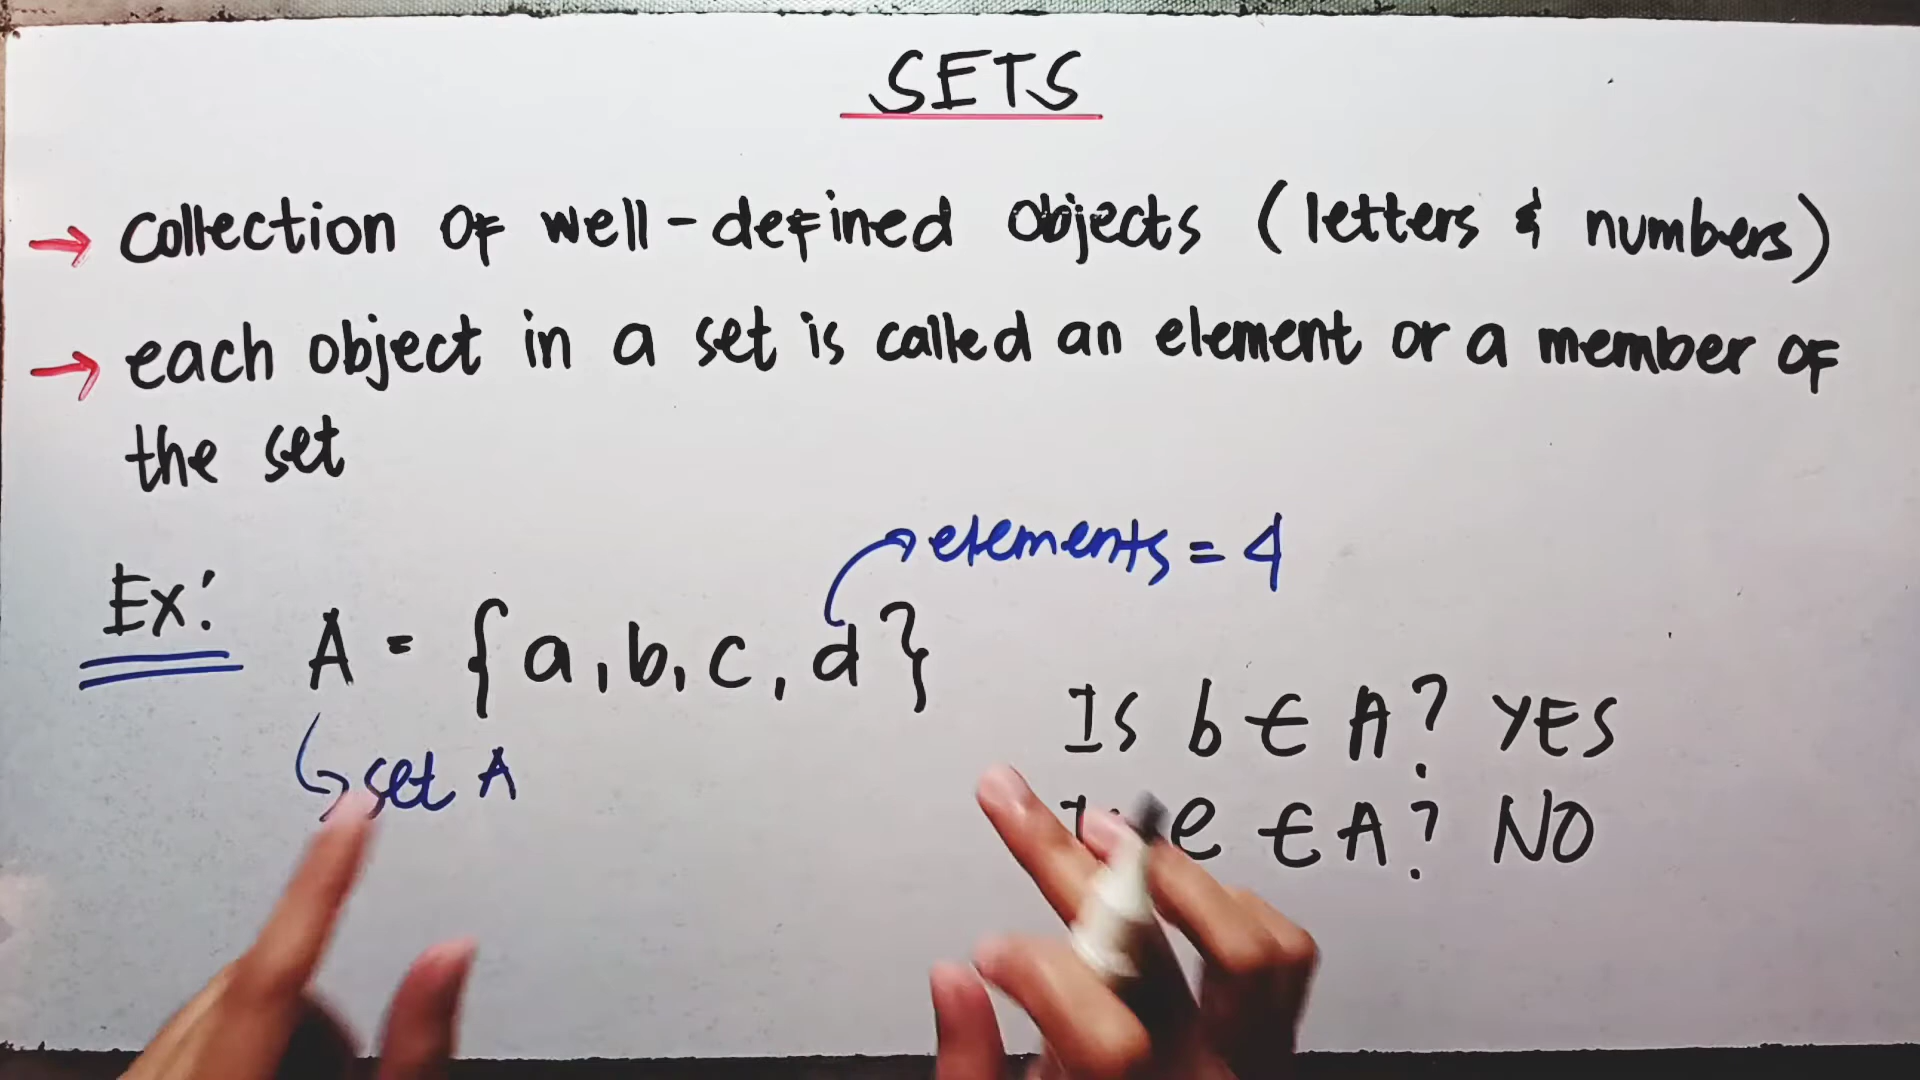 SETS
→ collection of well-defined objects (letters & numbers)
→ each object in a set is called an element or a member of
the set
elements = 4
Ex:
A = {a, b, c, d}
set A
Is b ∈ A? YES
e ∈ A? NO